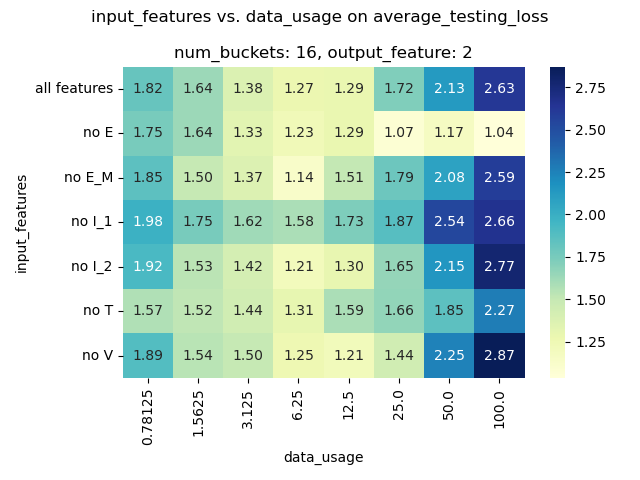 input_features vs. data_usage on average_testing_loss
num_buckets: 16, output_feature: 2
all features 1.82 1.64 1.38 1.27 1.29 1.72 2.13 2.63
no E 1.75 1.64 1.33 1.23 1.29 1.07 1.17 1.04
no E_M 1.85 1.50 1.37 1.14 1.51 1.79 2.08 2.59
no I_1 1.98 1.75 1.62 1.58 1.73 1.87 2.54 2.66
no I_2 1.92 1.53 1.42 1.21 1.30 1.65 2.15 2.77
no T 1.57 1.52 1.44 1.31 1.59 1.66 1.85 2.27
no V 1.89 1.54 1.50 1.25 1.21 1.44 2.25 2.87
0.78125 1.5625 3.125 6.25 12.5 25.0 50.0 100.0
data_usage
input_features
2.75
2.50
2.25
2.00
1.75
1.50
1.25